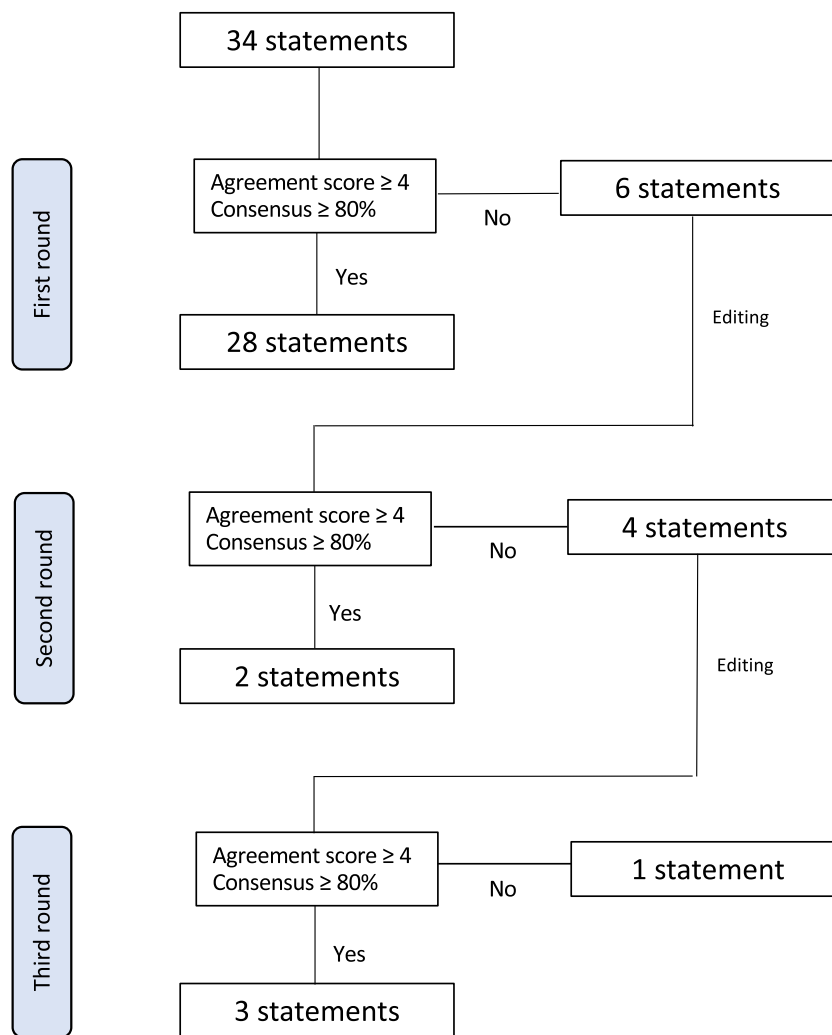 34 statements
First round
Agreement score ≥ 4
Consensus ≥ 80%
No
6 statements
Yes
Editing
28 statements
Second round
Agreement score ≥ 4
Consensus ≥ 80%
No
4 statements
Yes
Editing
2 statements
Third round
Agreement score ≥ 4
Consensus ≥ 80%
No
1 statement
Yes
3 statements